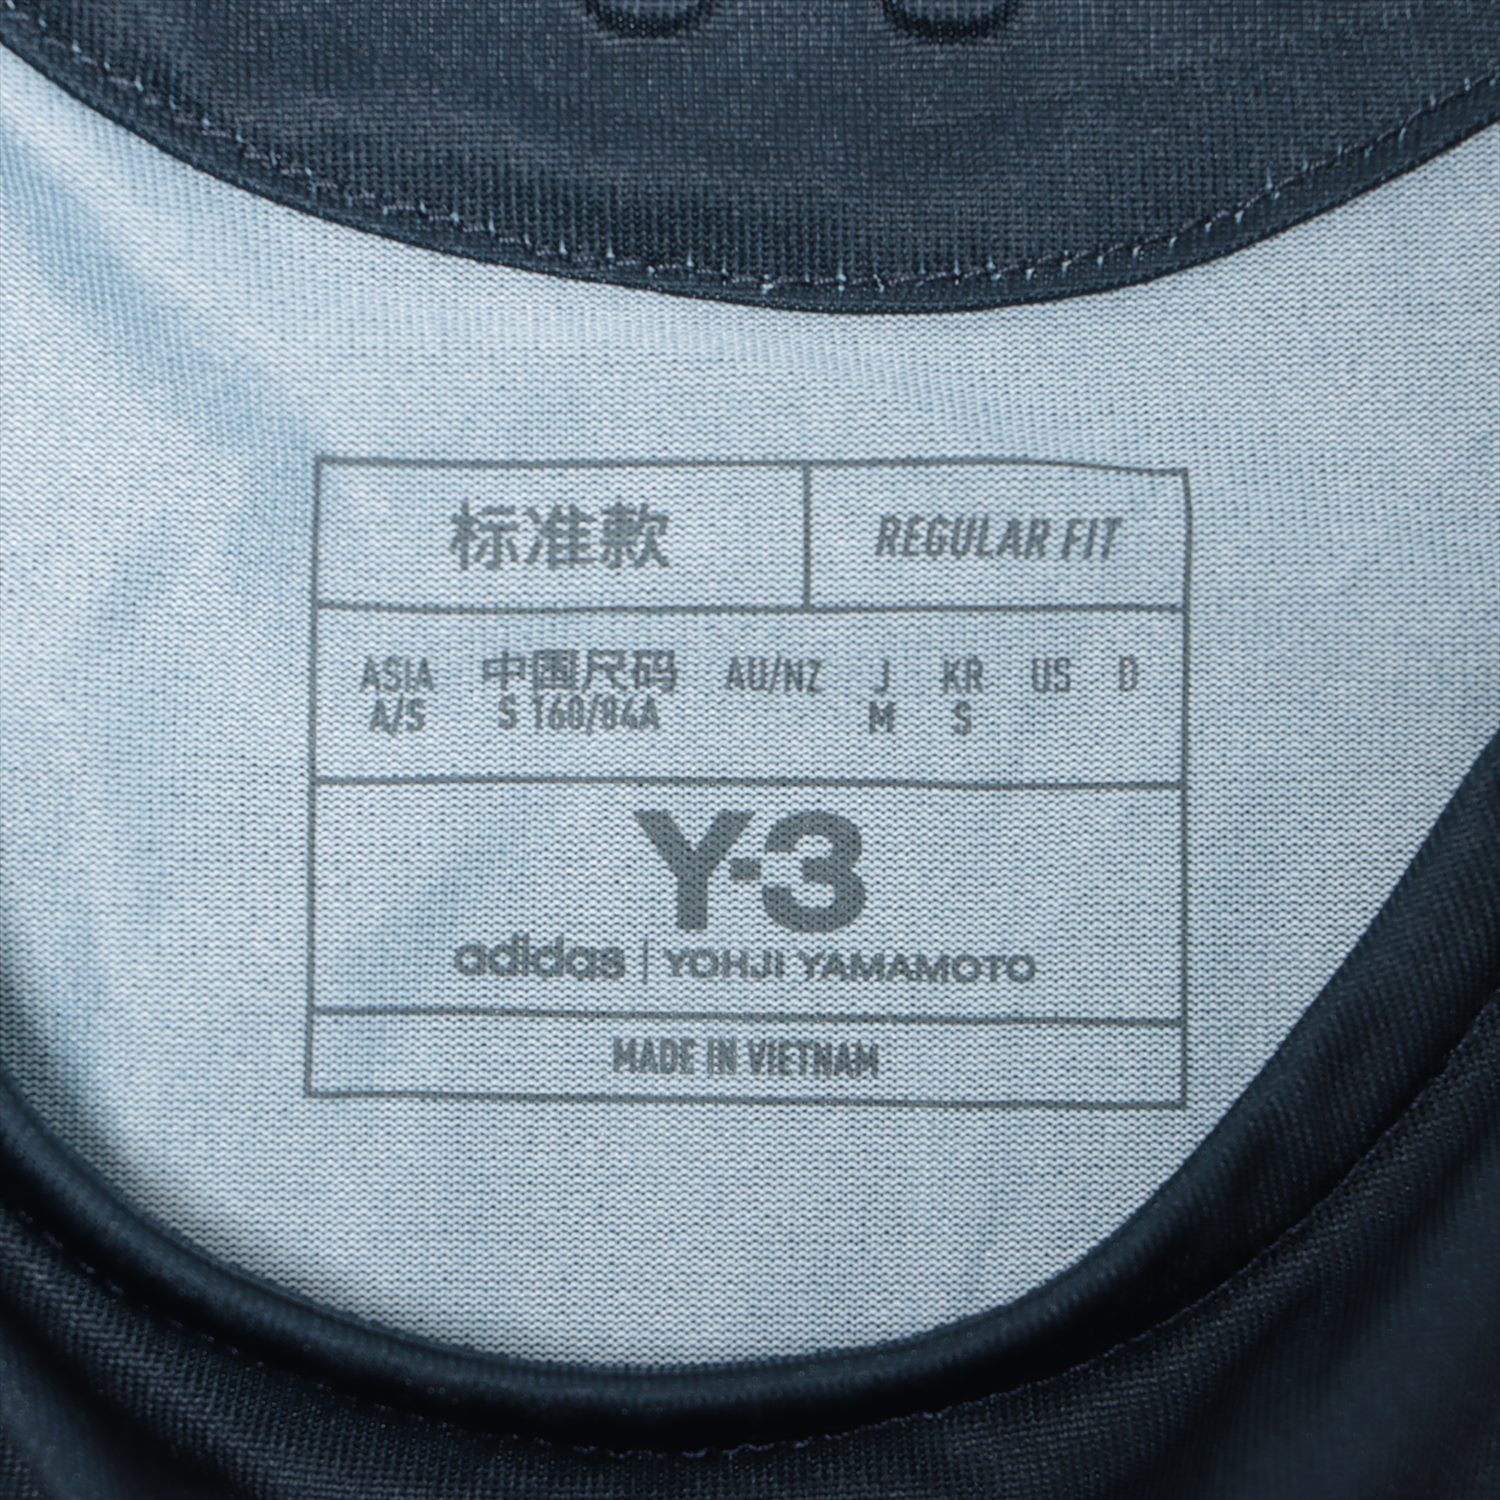 标准款 REGULAR FIT
ASIA 中国尺码 AU/NZ J KR US D
A/S S 160/84A M S
Y-3
adidas | YOHJI YAMAMOTO
MADE IN VIETNAM